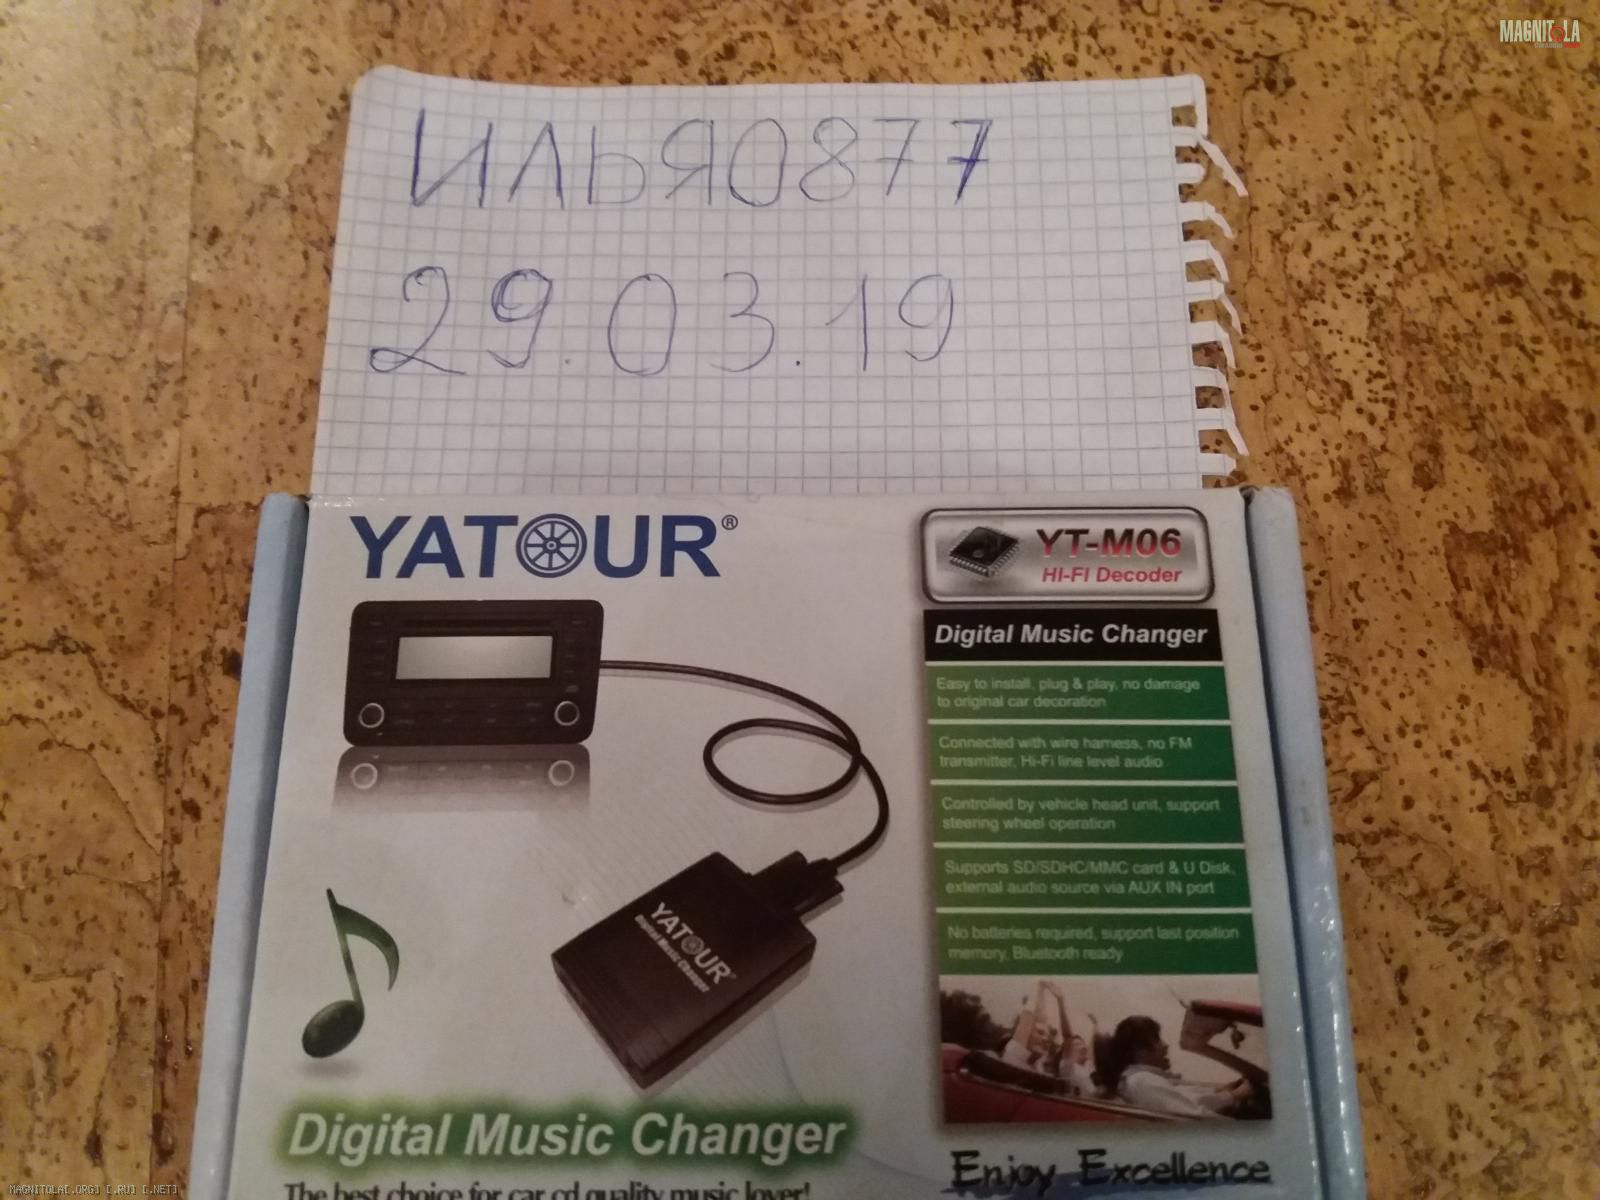 MAGNITOLA
ИЛЬЯ0877
29.03.19
YATOUR®
YT-M06
HI-FI Decoder
Digital Music Changer
Easy to install, plug & play, no damage
to original car decoration
Connected with wire harness, no FM
transmitter, Hi-Fi line level audio
Controlled by vehicle head unit, support
steering wheel operation
Supports SD/SDHC/MMC card & U Disk,
external audio source via AUX IN port
No batteries required, support last position
memory, Bluetooth ready
YATOUR®
Digital Music Changer
Digital Music Changer
Enjoy Excellence
The best choice for car cd quality music lover!
MAGNITOLA[.ORG] [.RU] [.NET]